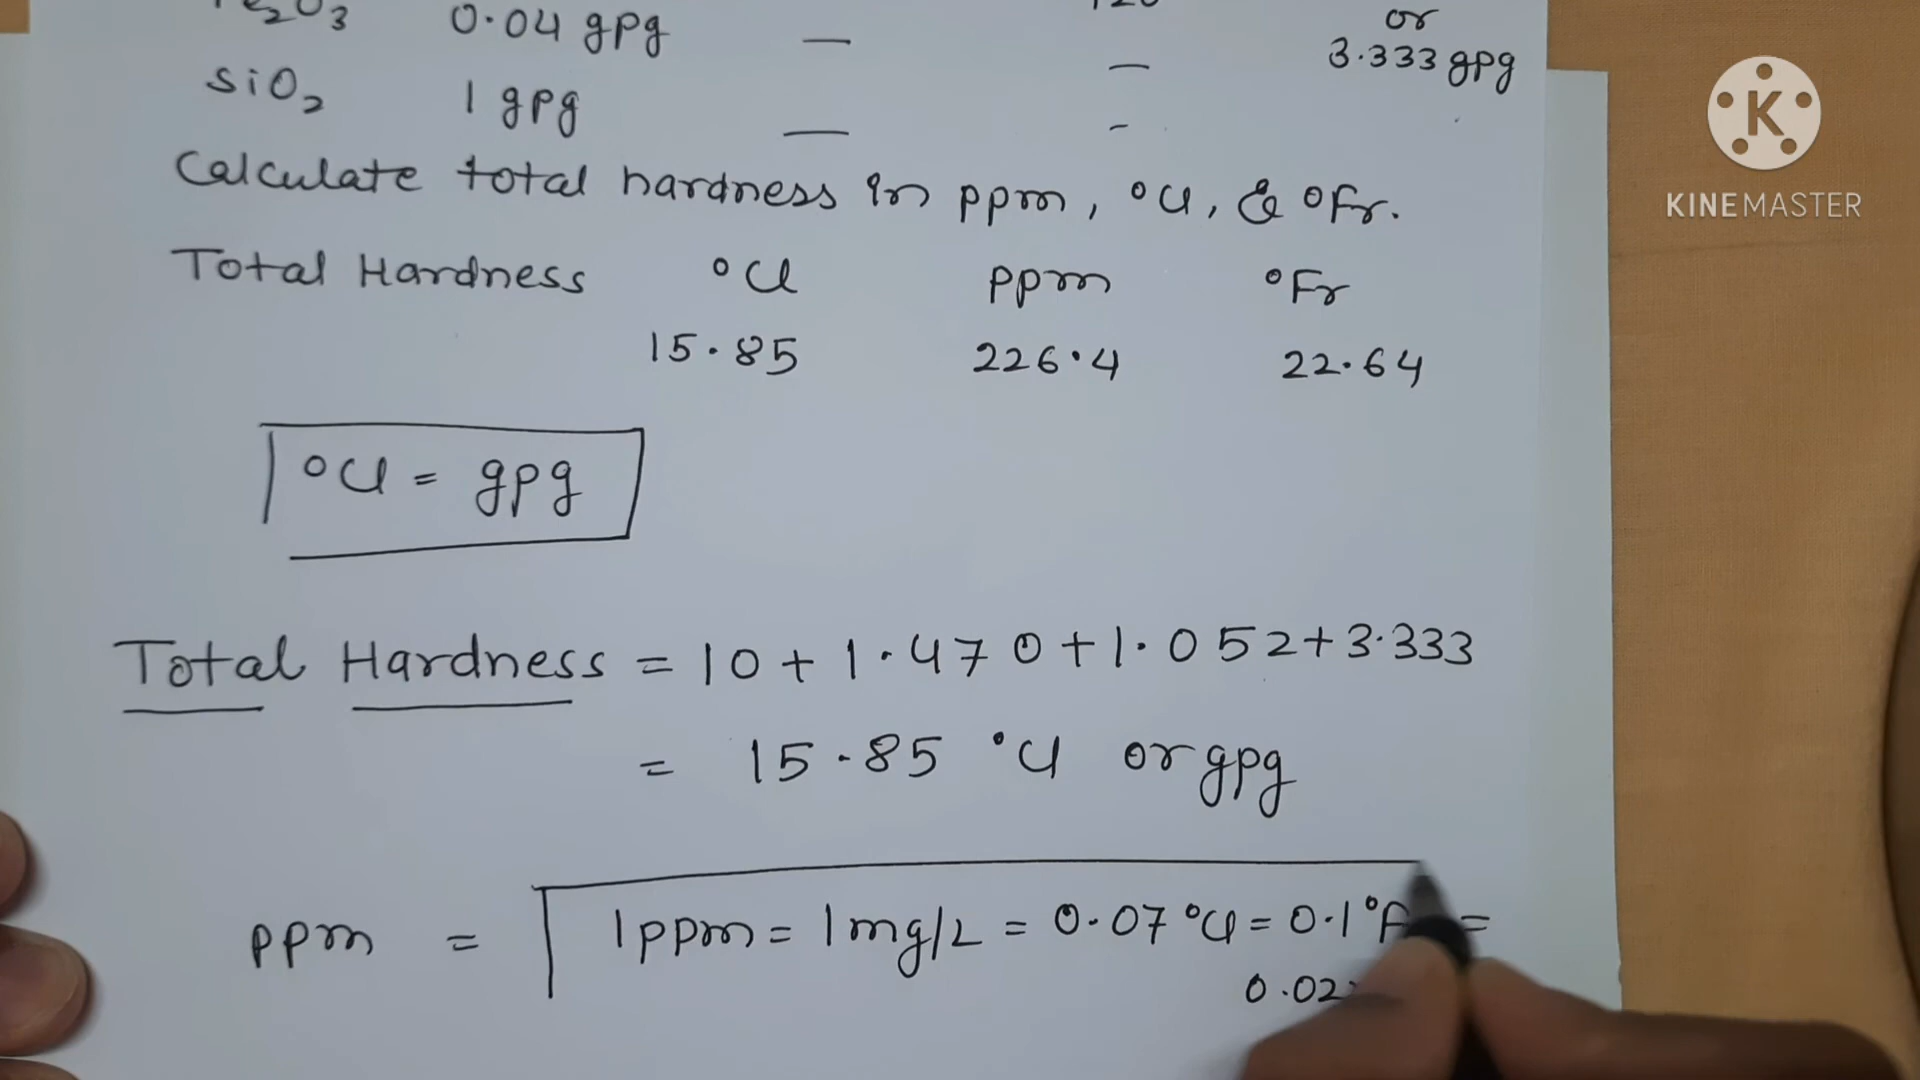 0.04 gpg — or
SiO₂ 1 gpg — — 3.333 gpg
— -
Calculate total hardness in ppm, °Cl, & °Fr.
Total Hardness °Cl ppm °Fr
15.85 226.4 22.64
°Cl = gpg
Total Hardness = 10 + 1.470 + 1.052 + 3.333
= 15.85 °Cl or gpg
ppm = 1ppm = 1mg/L = 0.07 °Cl = 0.1° =
0.02
K
KINEMASTER